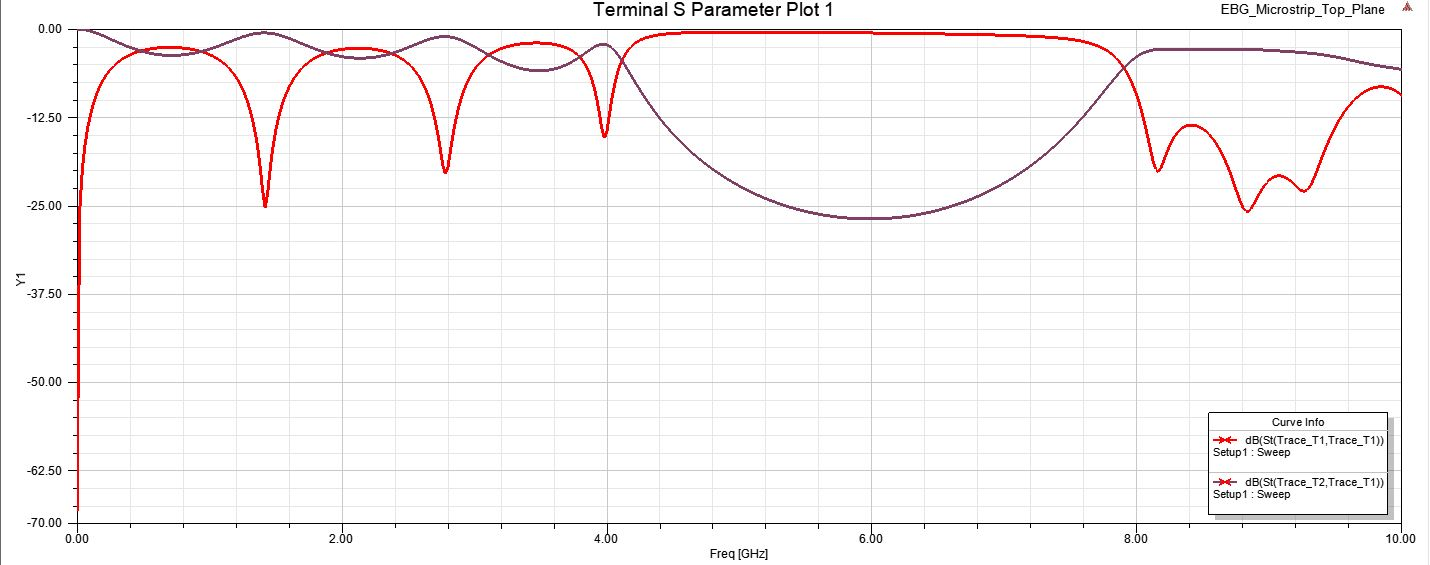 Terminal S Parameter Plot 1
EBG_Microstrip_Top_Plane
0.00
-12.50
-25.00
-37.50
-50.00
-62.50
-70.00
Y1
0.00 2.00 4.00 6.00 8.00 10.00
Freq [GHz]
Curve Info
dB(St(Trace_T1,Trace_T1))
Setup1 : Sweep
dB(St(Trace_T2,Trace_T1))
Setup1 : Sweep